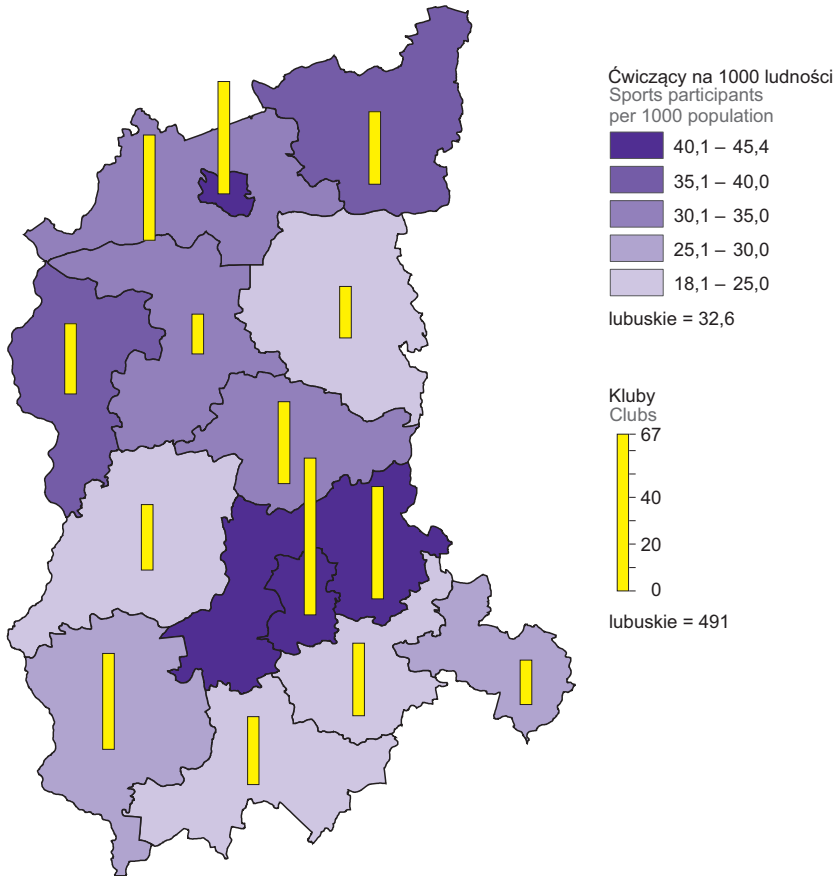 Ćwiczący na 1000 ludności
Sports participants
per 1000 population
40,1 – 45,4
35,1 – 40,0
30,1 – 35,0
25,1 – 30,0
18,1 – 25,0
lubuskie = 32,6
Kluby
Clubs
67
40
20
0
lubuskie = 491